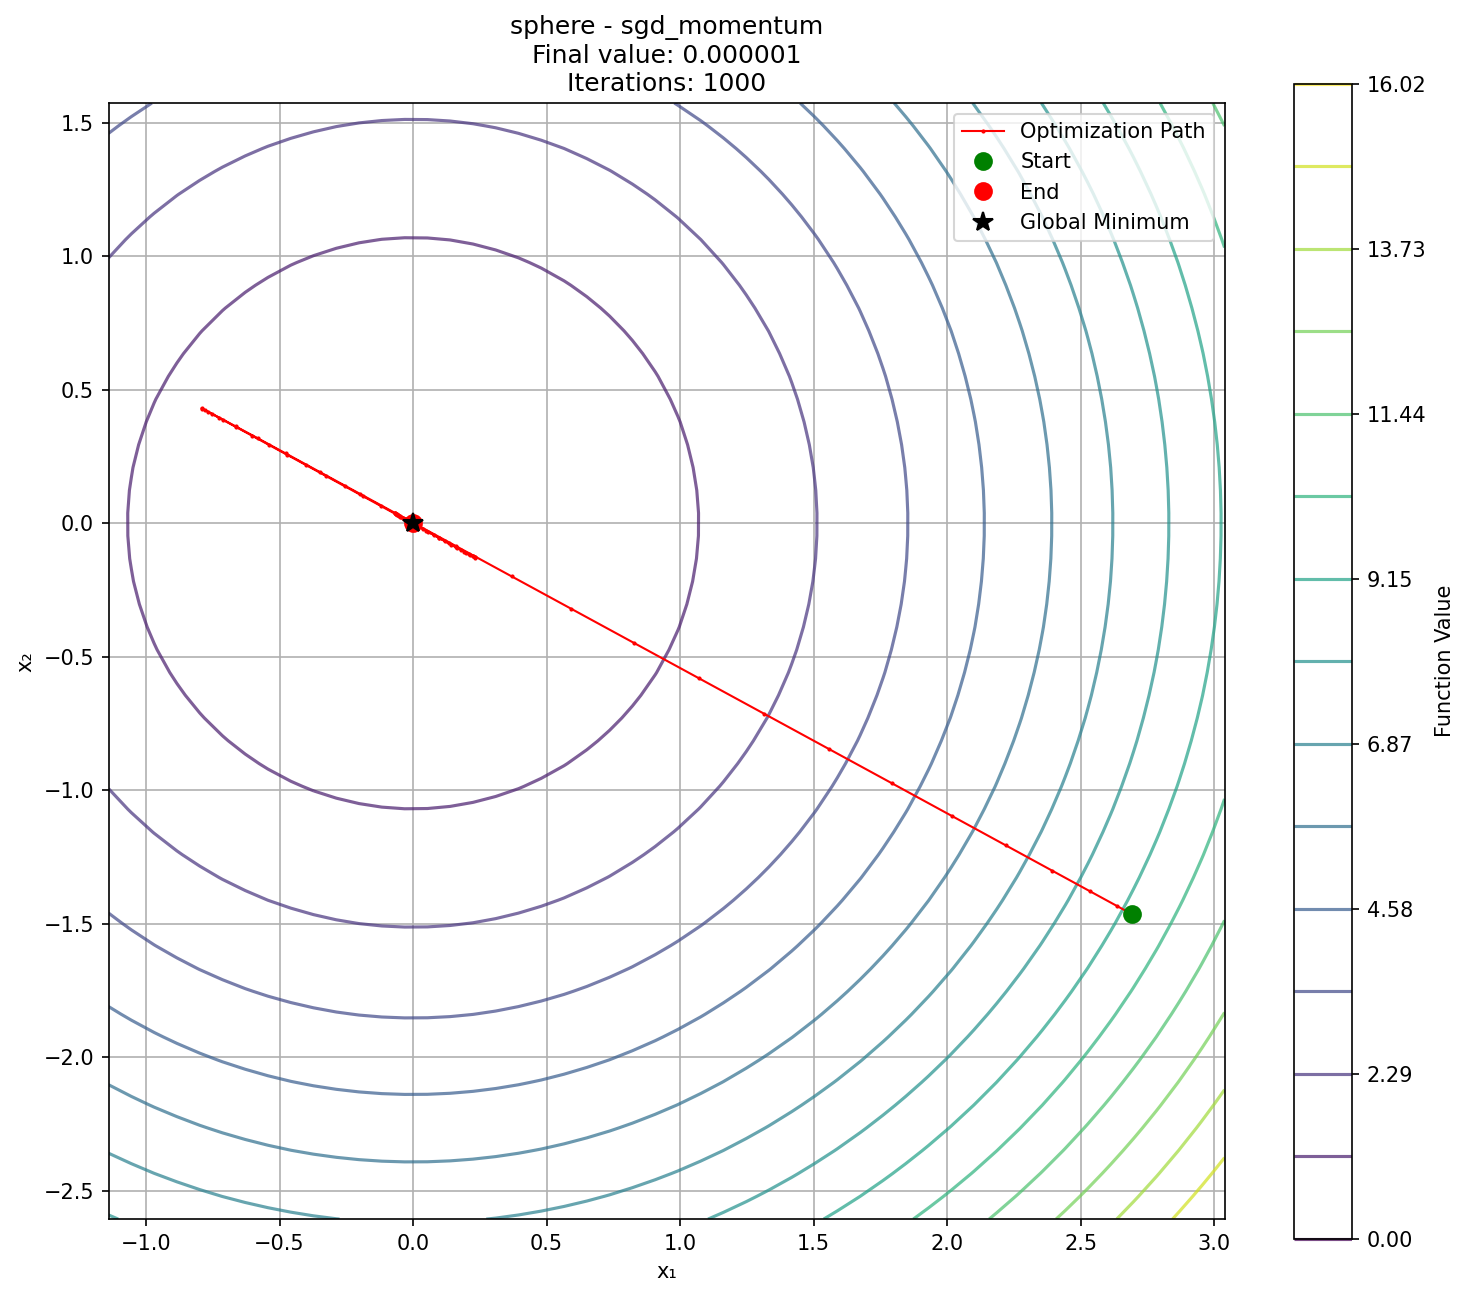 sphere - sgd_momentum
Final value: 0.000001
Iterations: 1000
Optimization Path
Start
End
Global Minimum
1.5
1.0
0.5
0.0
−0.5
−1.0
−1.5
−2.0
−2.5
x₂
−1.0
−0.5
0.0
0.5
1.0
1.5
2.0
2.5
3.0
x₁
16.02
13.73
11.44
9.15
6.87
4.58
2.29
0.00
Function Value